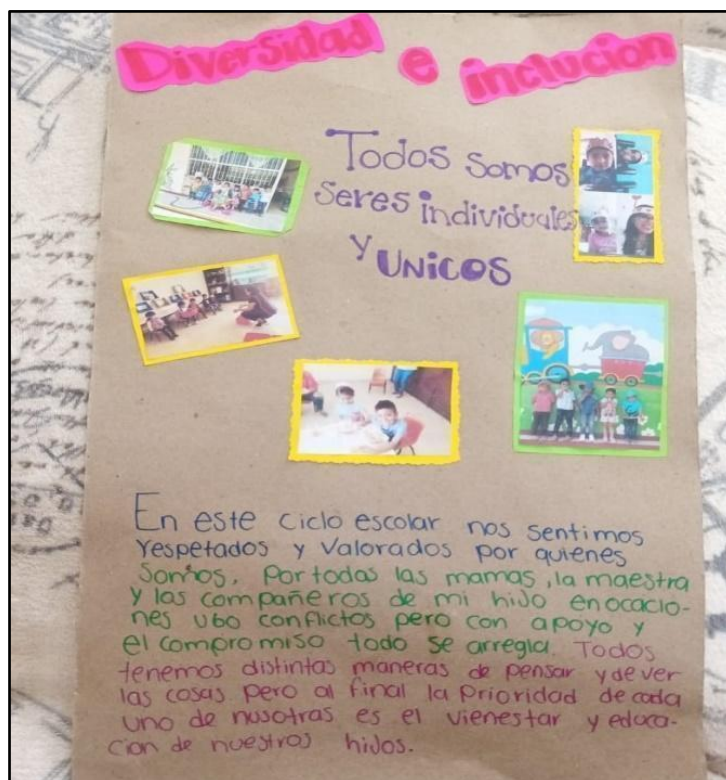 Diversidad e inclucion
Todos somos
seres individuales
y UNicos
En este ciclo escolar nos sentimos
respetados y valorados por quienes
Somos. Por todas las mamas, la maestra
y los compañeros de mi hijo en ocacio-
nes ubo conflictos pero con apoyo y
el compromiso todo se arregla. Todos
tenemos distintas maneras de pensar y de ver
las cosas pero al final la prioridad de cada
uno de nosotras es el vienestar y educa-
cion de nuestros hijos.